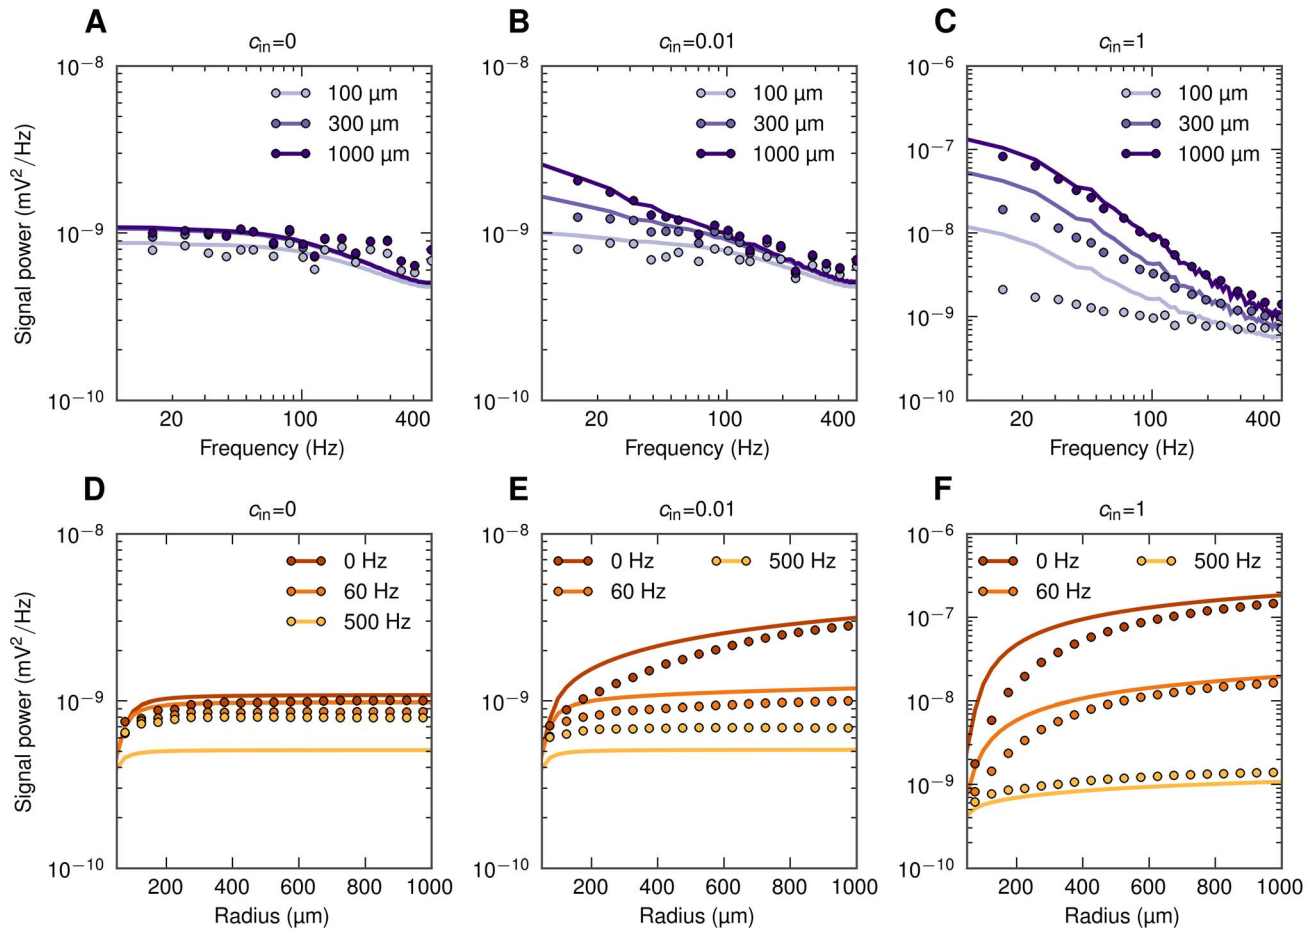 A
c_in=0
Signal power (mV²/Hz)
10⁻⁸
10⁻⁹
10⁻¹⁰
100 μm
300 μm
1000 μm
20
100
400
Frequency (Hz)
B
c_in=0.01
10⁻⁸
10⁻⁹
10⁻¹⁰
100 μm
300 μm
1000 μm
20
100
400
Frequency (Hz)
C
c_in=1
10⁻⁶
10⁻⁷
10⁻⁸
10⁻⁹
10⁻¹⁰
100 μm
300 μm
1000 μm
20
100
400
Frequency (Hz)
D
c_in=0
Signal power (mV²/Hz)
10⁻⁸
10⁻⁹
10⁻¹⁰
0 Hz
60 Hz
500 Hz
200
400
600
800
1000
Radius (μm)
E
c_in=0.01
10⁻⁸
10⁻⁹
10⁻¹⁰
0 Hz
500 Hz
60 Hz
200
400
600
800
1000
Radius (μm)
F
c_in=1
10⁻⁶
10⁻⁷
10⁻⁸
10⁻⁹
10⁻¹⁰
0 Hz
500 Hz
60 Hz
200
400
600
800
1000
Radius (μm)